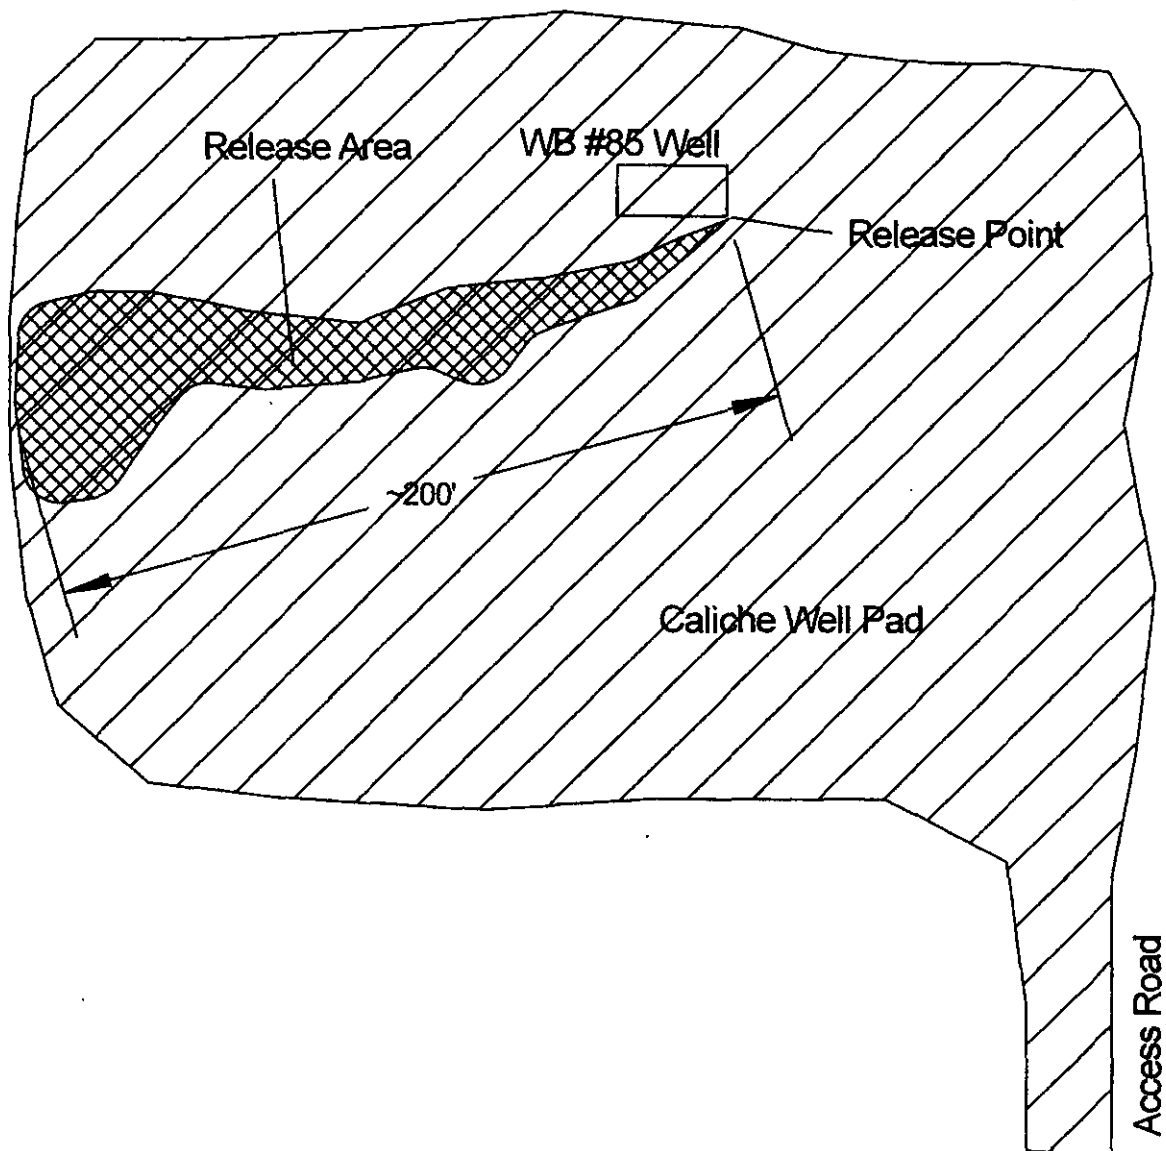 Release Area
WB #85 Well
Release Point
~200'
Caliche Well Pad
Access Road